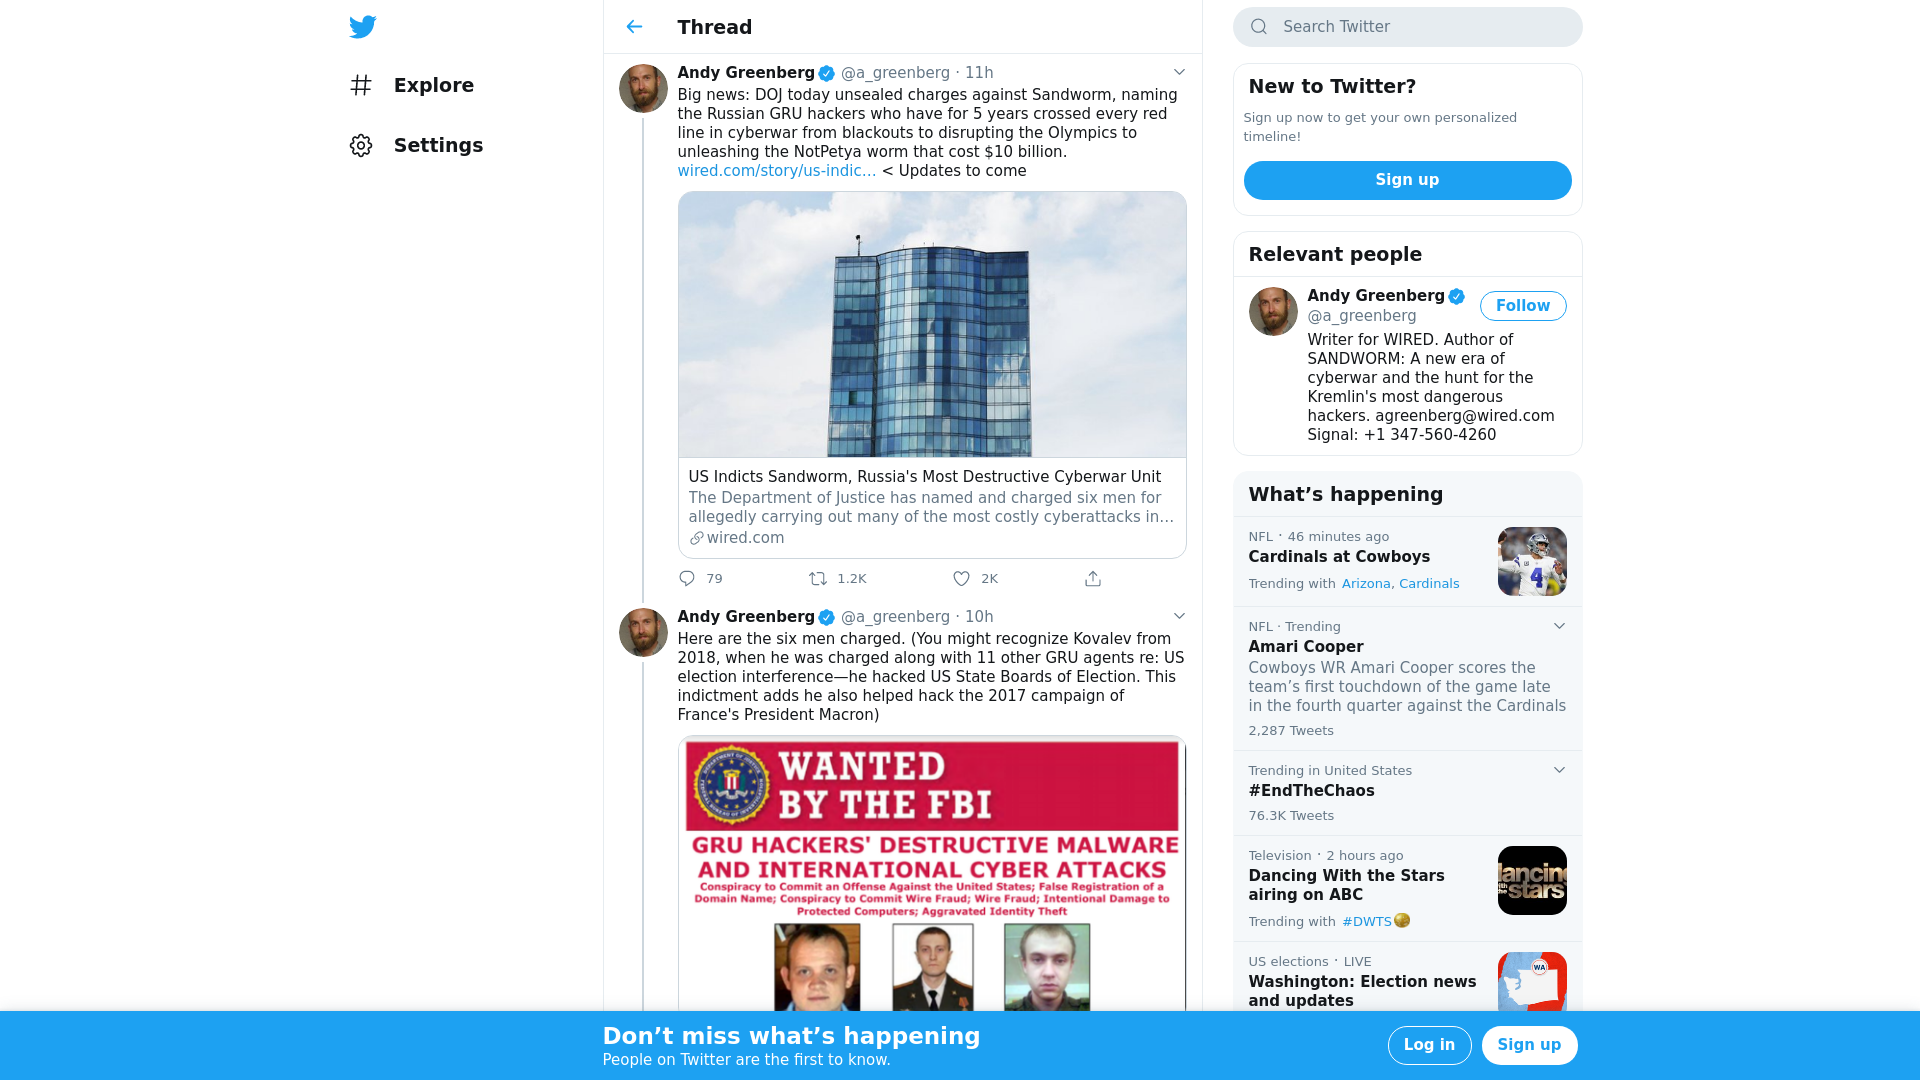 Explore
Settings
Thread
Andy Greenberg @a_greenberg · 11h
Big news: DOJ today unsealed charges against Sandworm, naming
the Russian GRU hackers who have for 5 years crossed every red
line in cyberwar from blackouts to disrupting the Olympics to
unleashing the NotPetya worm that cost $10 billion.
wired.com/story/us-indic… < Updates to come
US Indicts Sandworm, Russia's Most Destructive Cyberwar Unit
The Department of Justice has named and charged six men for
allegedly carrying out many of the most costly cyberattacks in…
wired.com
79 1.2K 2K
Andy Greenberg @a_greenberg · 10h
Here are the six men charged. (You might recognize Kovalev from
2018, when he was charged along with 11 other GRU agents re: US
election interference—he hacked US State Boards of Election. This
indictment adds he also helped hack the 2017 campaign of
France's President Macron)
WANTED
BY THE FBI
GRU HACKERS' DESTRUCTIVE MALWARE
AND INTERNATIONAL CYBER ATTACKS
Conspiracy to Commit an Offense Against the United States; False Registration of a
Domain Name; Conspiracy to Commit Wire Fraud; Wire Fraud; Intentional Damage to
Protected Computers; Aggravated Identity Theft
Search Twitter
New to Twitter?
Sign up now to get your own personalized
timeline!
Sign up
Relevant people
Andy Greenberg
@a_greenberg
Follow
Writer for WIRED. Author of
SANDWORM: A new era of
cyberwar and the hunt for the
Kremlin's most dangerous
hackers. agreenberg@wired.com
Signal: +1 347-560-4260
What's happening
NFL · 46 minutes ago
Cardinals at Cowboys
Trending with Arizona, Cardinals
NFL · Trending
Amari Cooper
Cowboys WR Amari Cooper scores the
team's first touchdown of the game late
in the fourth quarter against the Cardinals
2,287 Tweets
Trending in United States
#EndTheChaos
76.3K Tweets
Television · 2 hours ago
Dancing With the Stars
airing on ABC
Trending with #DWTS
dancing
with the
stars
US elections · LIVE
Washington: Election news
and updates
WA
Don't miss what's happening
People on Twitter are the first to know.
Log in
Sign up